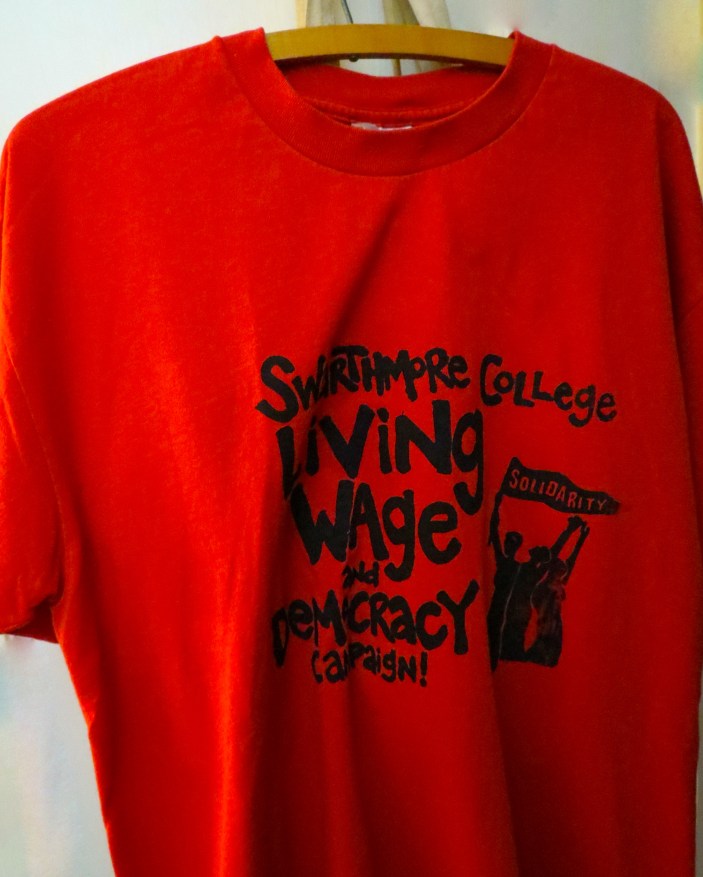 Swarthmore College
Living
Wage
and
Democracy
Campaign!
SOLIDARITY